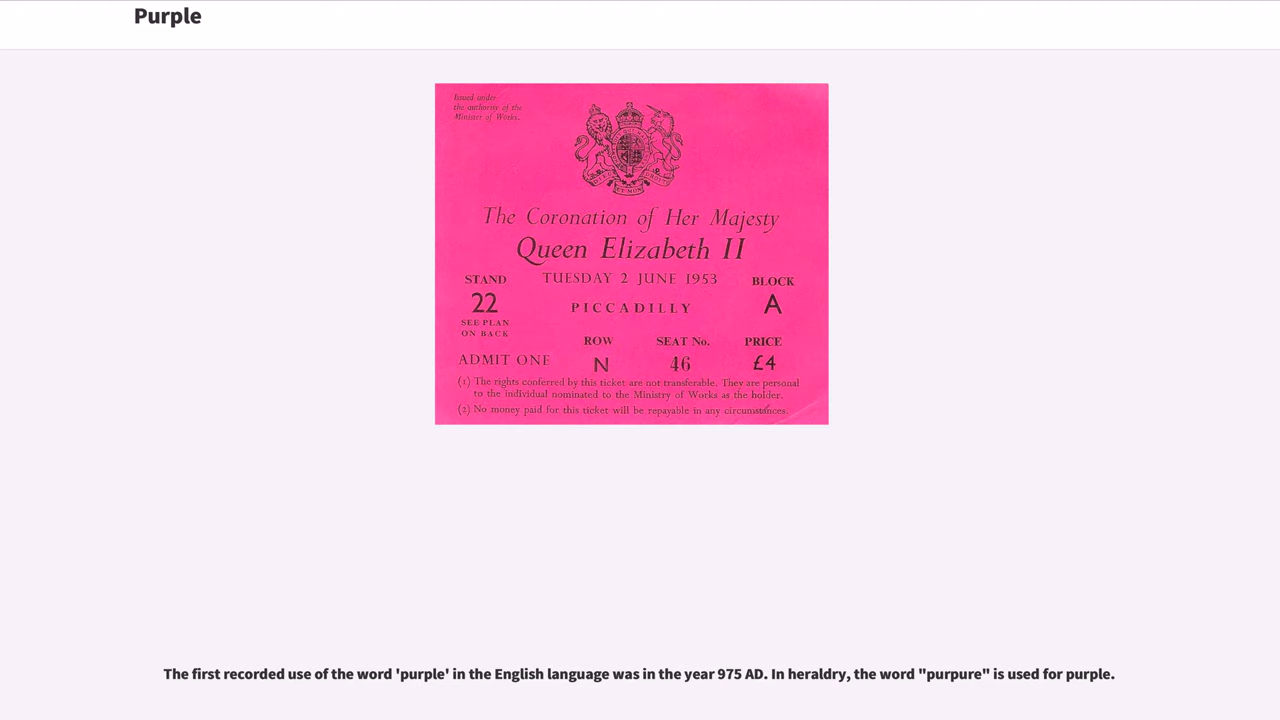 Purple
Issued under
the authority of the
Minister of Works.
ET MON
The Coronation of Her Majesty
Queen Elizabeth II
STAND TUESDAY 2 JUNE 1953 BLOCK
22 PICCADILLY A
SEE PLAN
ON BACK
ROW SEAT No. PRICE
ADMIT ONE N 46 £4
(1) The rights conferred by this ticket are not transferable. They are personal
to the individual nominated to the Ministry of Works as the holder.
(2) No money paid for this ticket will be repayable in any circumstances.
The first recorded use of the word 'purple' in the English language was in the year 975 AD. In heraldry, the word "purpure" is used for purple.